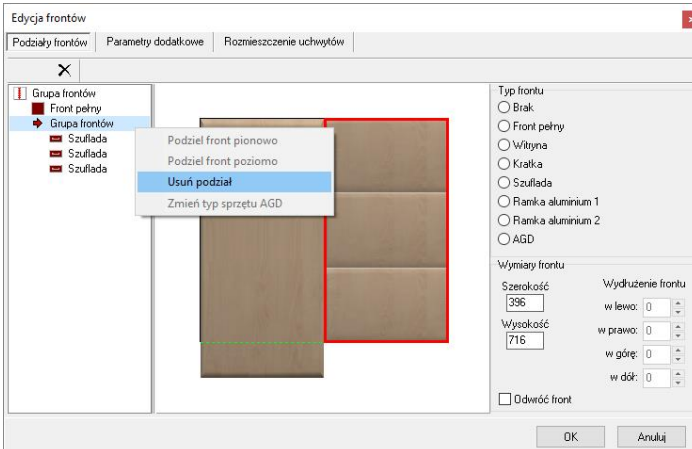 Edycja frontów
Podziały frontów Parametry dodatkowe Rozmieszczenie uchwytów
Grupa frontów
Front pełny
Grupa frontów
Szuflada
Szuflada
Szuflada
Podziel front pionowo
Podziel front poziomo
Usuń podział
Zmień typ sprzętu AGD
Typ frontu
Brak
Front pełny
Witryna
Kratka
Szuflada
Ramka aluminium 1
Ramka aluminium 2
AGD
Wymiary frontu
Szerokość
396
Wysokość
716
Wydłużenie frontu
w lewo: 0
w prawo: 0
w górę: 0
w dół: 0
Odwróć front
OK Anuluj